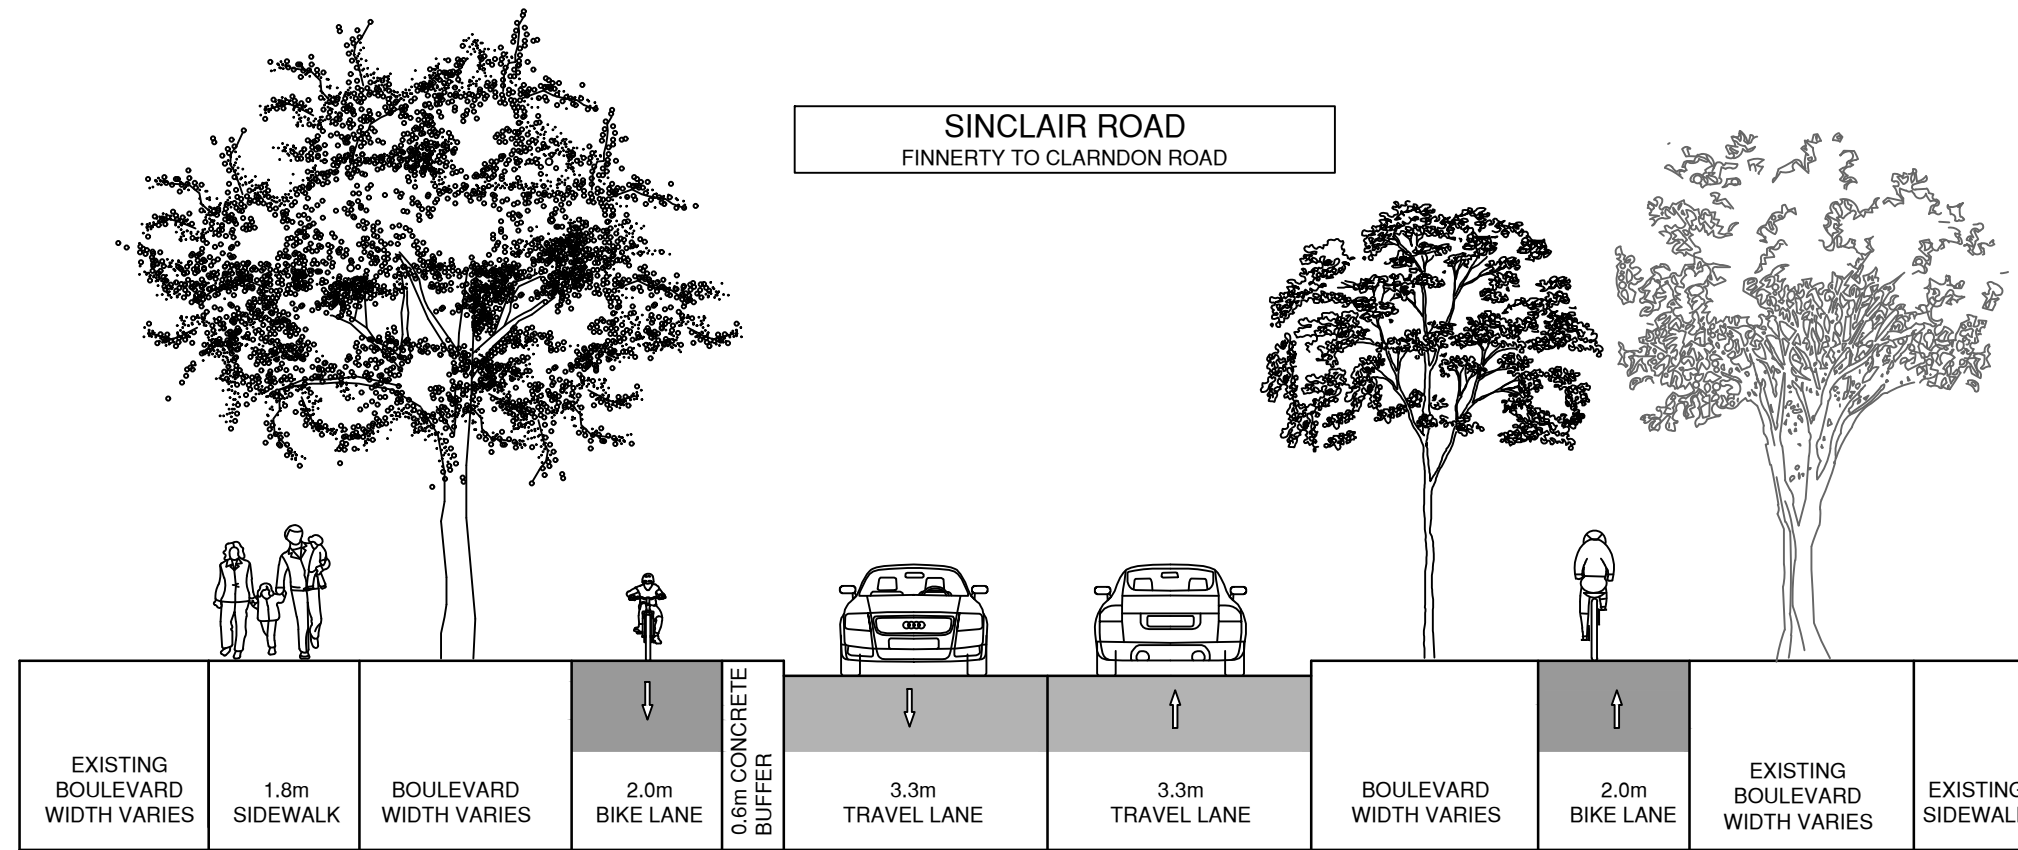 SINCLAIR ROAD
FINNERTY TO CLARNDON ROAD
EXISTING
BOULEVARD
WIDTH VARIES
1.8m
SIDEWALK
BOULEVARD
WIDTH VARIES
2.0m
BIKE LANE
0.6m CONCRETE
BUFFER
3.3m
TRAVEL LANE
3.3m
TRAVEL LANE
BOULEVARD
WIDTH VARIES
2.0m
BIKE LANE
EXISTING
BOULEVARD
WIDTH VARIES
EXISTING
SIDEWALK